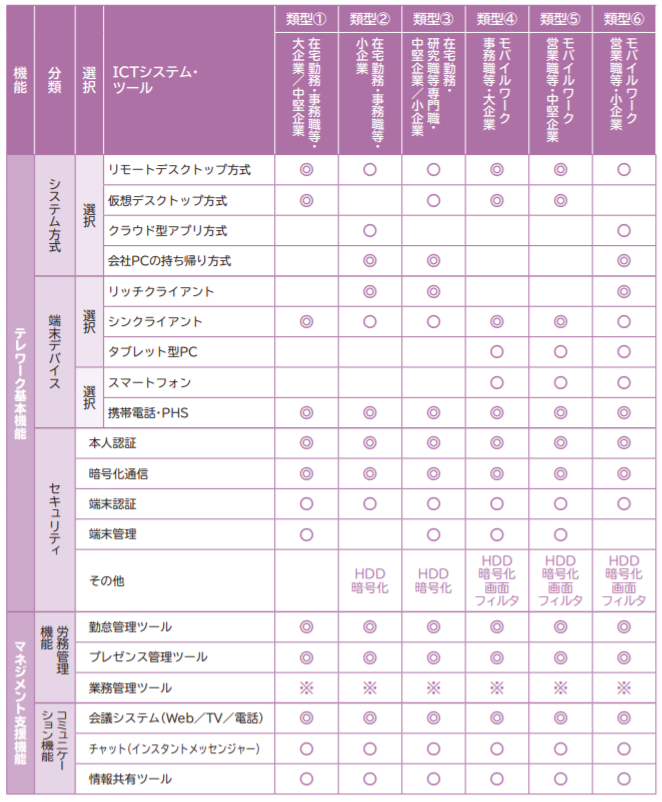 機能
分類
選択
ICTシステム・
ツール
類型①
類型②
類型③
類型④
類型⑤
類型⑥
在宅勤務・事務職等・
大企業／中堅企業
在宅勤務・事務職等・
小企業
在宅勤務・
研究職等専門職・
中堅企業／小企業
モバイルワーク
事務職等・大企業
モバイルワーク
営業職等・中堅企業
モバイルワーク
営業職等・小企業
テレワーク基本機能
システム方式
選択
リモートデスクトップ方式 ◎ ○ ○ ◎ ◎ ○
仮想デスクトップ方式 ◎ ○ ◎ ◎
クラウド型アプリ方式 ○ ○
会社PCの持ち帰り方式 ◎ ◎ ◎
端末デバイス
選択
リッチクライアント ◎ ◎ ◎
シンクライアント ◎ ○ ○ ◎ ◎ ○
タブレット型PC ○ ○ ○
選択
スマートフォン ○ ○ ○
携帯電話・PHS ◎ ◎ ◎ ◎ ◎ ◎
セキュリティ
本人認証 ◎ ◎ ◎ ◎ ◎ ◎
暗号化通信 ◎ ◎ ◎ ◎ ◎ ◎
端末認証 ○ ○ ○ ○ ○ ○
端末管理 ○ ○ ○ ○
その他
HDD
暗号化
HDD
暗号化
HDD
暗号化
画面
フィルタ
HDD
暗号化
画面
フィルタ
HDD
暗号化
画面
フィルタ
マネジメント支援機能
労務管理
機能
勤怠管理ツール ◎ ◎ ◎ ◎ ◎ ◎
プレゼンス管理ツール ◎ ◎ ◎ ◎ ◎ ◎
業務管理ツール ※ ※ ※ ※ ※ ※
コミュニケー
ション機能
会議システム（Web／TV／電話） ◎ ◎ ◎ ◎ ◎ ◎
チャット（インスタントメッセンジャー） ○ ○ ○ ○ ○ ○
情報共有ツール ○ ○ ○ ○ ○ ○